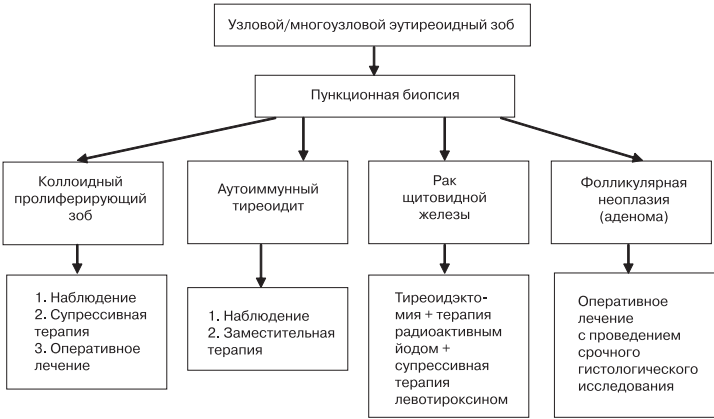 Узловой/многоузловой эутиреоидный зоб
Пункционная биопсия
Коллоидный
пролиферирующий
зоб
Аутоиммунный
тиреоидит
Рак
щитовидной
железы
Фолликулярная
неоплазия
(аденома)
1. Наблюдение
2. Супрессивная
терапия
3. Оперативное
лечение
1. Наблюдение
2. Заместительная
терапия
Тиреоидэкто-
мия + терапия
радиоактивным
йодом +
супрессивная
терапия
левотироксином
Оперативное
лечение
с проведением
срочного
гистологического
исследования